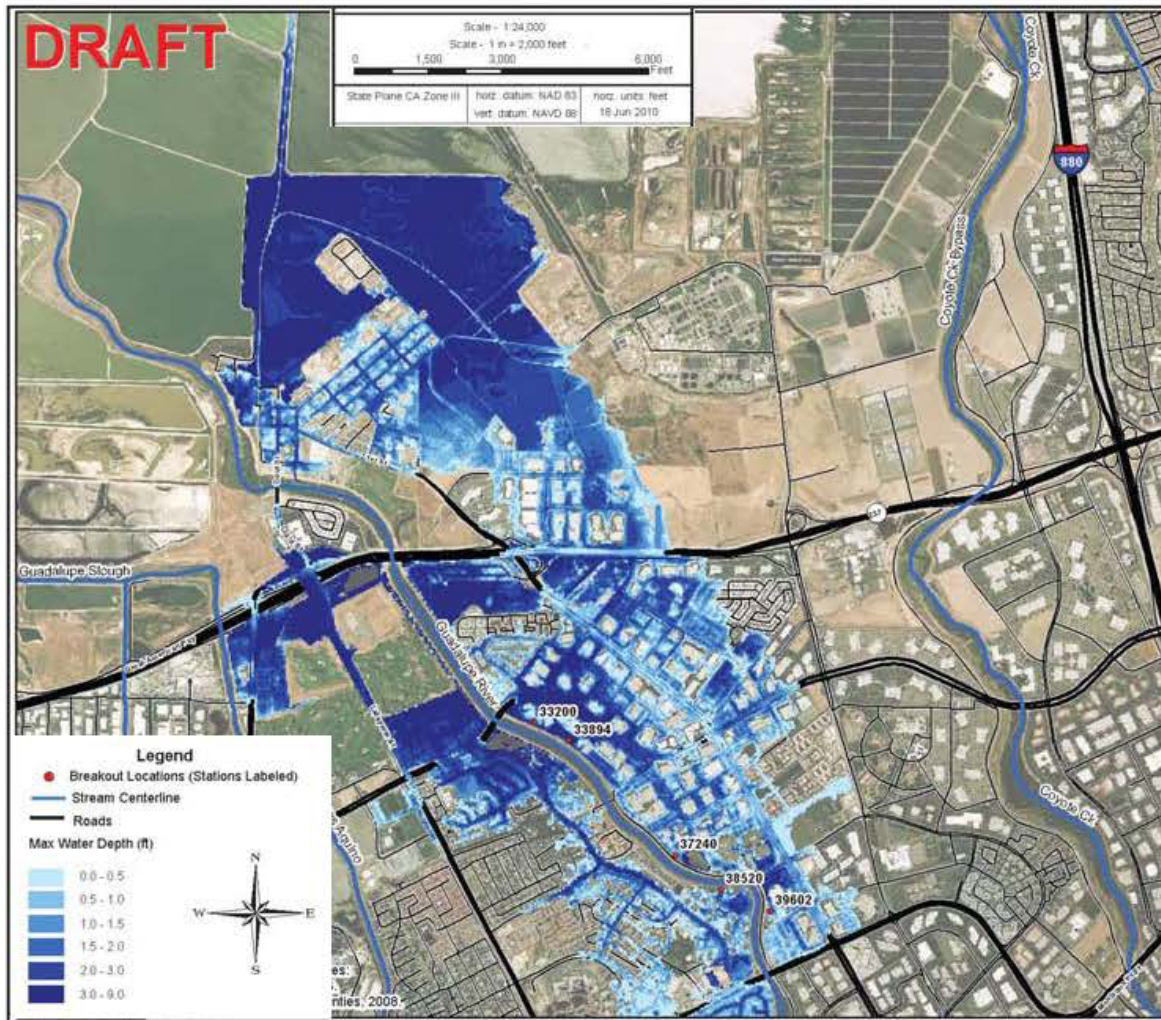 DRAFT
Scale - 1:24,000
Scale - 1 in = 2,000 feet
0 1,500 3,000 6,000
Feet
State Plane CA Zone III
horz. datum: NAD 83
vert. datum: NAVD 88
horz. units: feet
18 Jun 2010
Coyote Ck
880
Coyote Ck-Bypass
237
Guadalupe Slough
Guadalupe River
33200
33894
37240
38520
39602
Coyote Ck
Aquino
Legend
Breakout Locations (Stations Labeled)
Stream Centerline
Roads
Max Water Depth (ft)
0.0 - 0.5
0.5 - 1.0
1.0 - 1.5
1.5 - 2.0
2.0 - 3.0
3.0 - 9.0
N
W E
S
2008.